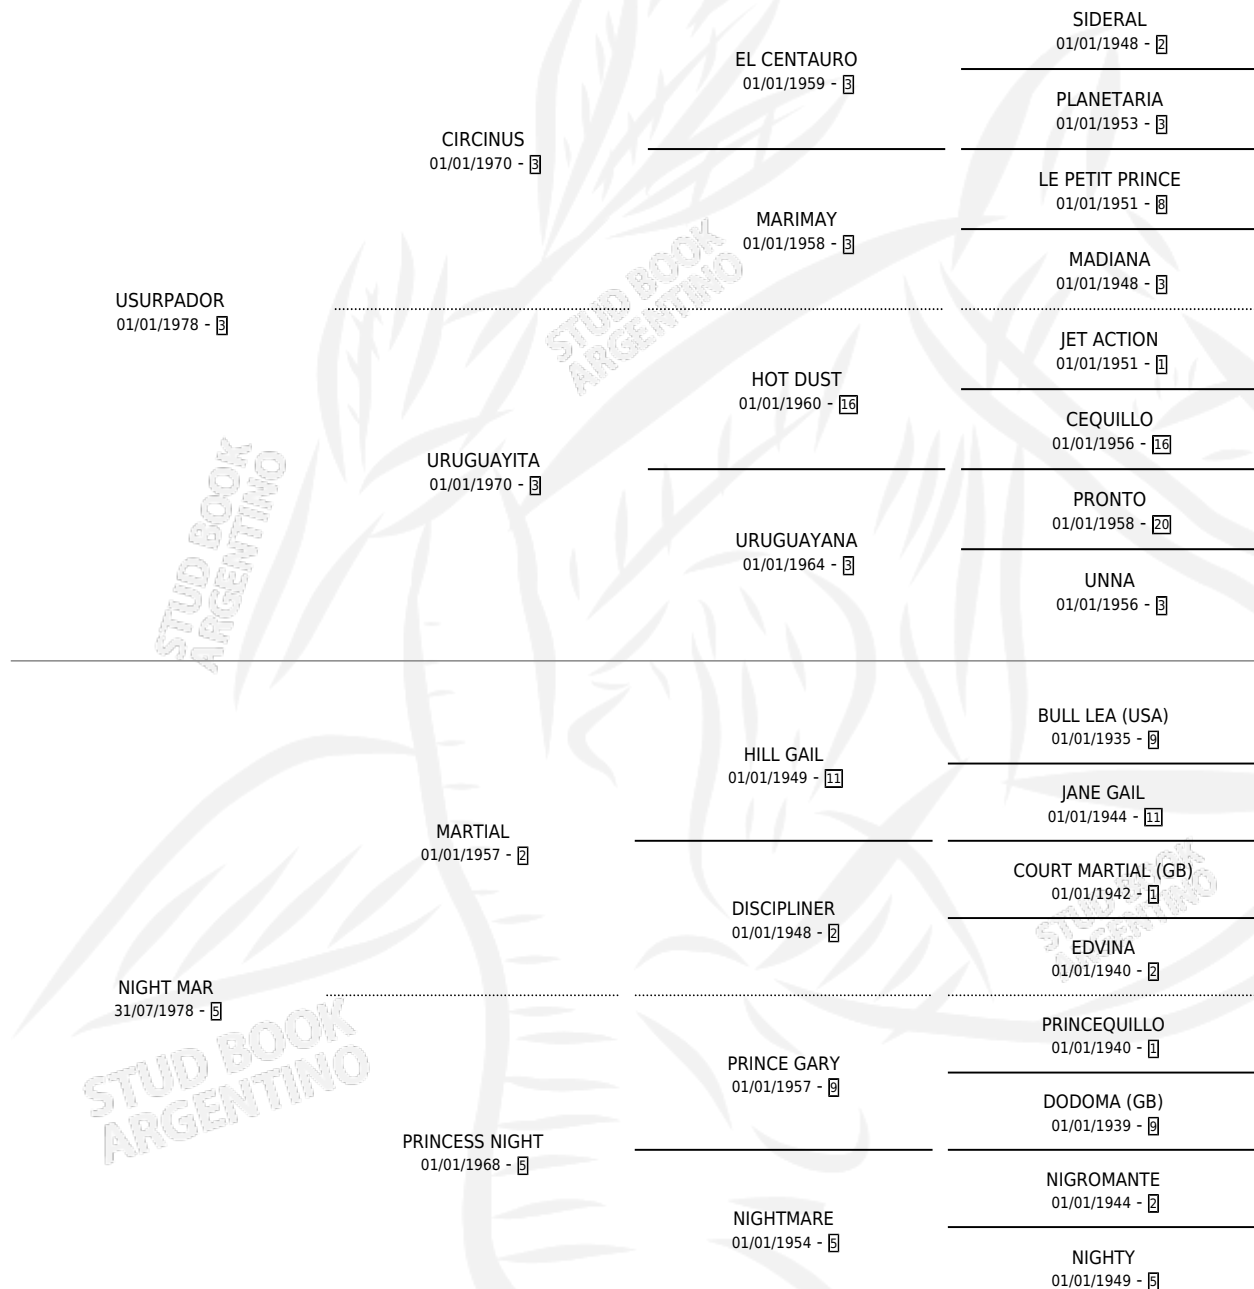 SIDERAL
01/01/1948 - 2
EL CENTAURO
01/01/1959 - 3
PLANETARIA
01/01/1953 - 3
CIRCINUS
01/01/1970 - 3
LE PETIT PRINCE
01/01/1951 - 8
MARIMAY
01/01/1958 - 3
MADIANA
01/01/1948 - 3
USURPADOR
01/01/1978 - 3
STUD BOOK
ARGENTINO
JET ACTION
01/01/1951 - 1
HOT DUST
01/01/1960 - 16
CEQUILLO
01/01/1956 - 16
URUGUAYITA
01/01/1970 - 3
PRONTO
01/01/1958 - 20
URUGUAYANA
01/01/1964 - 3
UNNA
01/01/1956 - 3
STUD BOOK
ARGENTINO
BULL LEA (USA)
01/01/1935 - 9
HILL GAIL
01/01/1949 - 11
JANE GAIL
01/01/1944 - 11
MARTIAL
01/01/1957 - 2
COURT MARTIAL (GB)
01/01/1942 - 1
DISCIPLINER
01/01/1948 - 2
EDVINA
01/01/1940 - 2
STUD BOOK
ARGENTINO
NIGHT MAR
31/07/1978 - 5
PRINCEQUILLO
01/01/1940 - 1
PRINCE GARY
01/01/1957 - 9
DODOMA (GB)
01/01/1939 - 9
STUD BOOK
ARGENTINO
PRINCESS NIGHT
01/01/1968 - 5
NIGROMANTE
01/01/1944 - 2
NIGHTMARE
01/01/1954 - 5
NIGHTY
01/01/1949 - 5